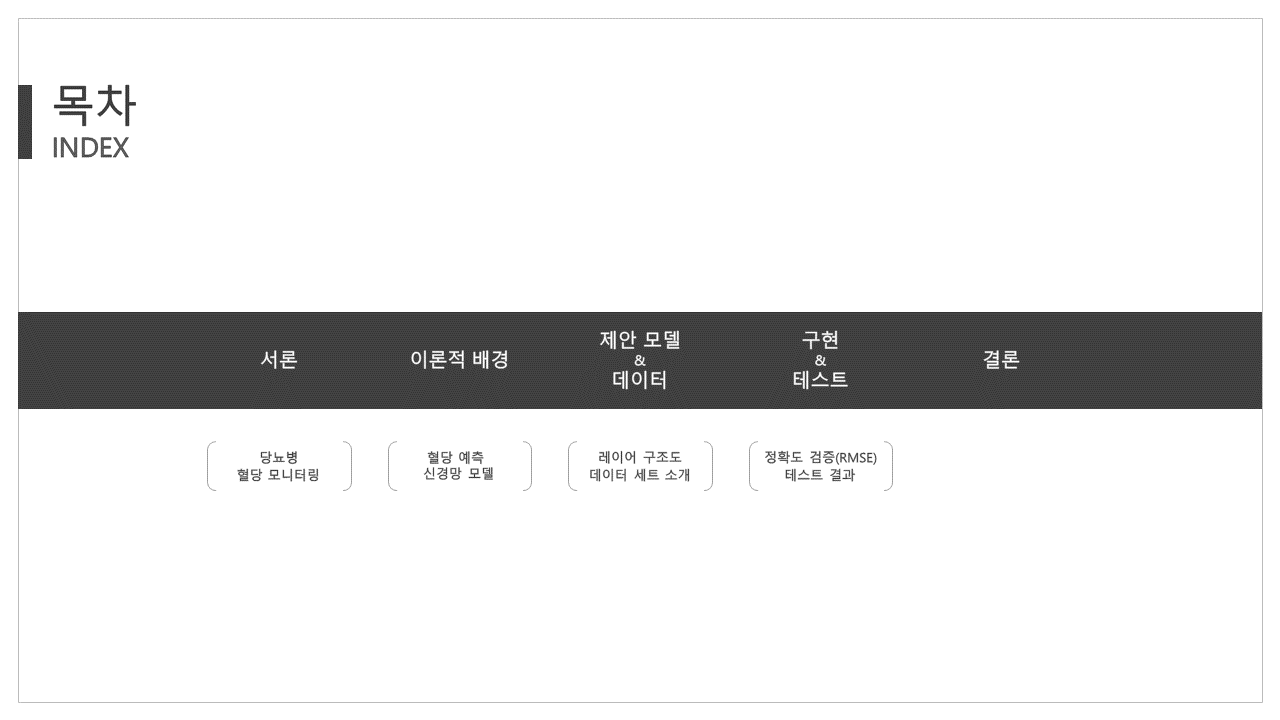 목차
INDEX
서론
이론적 배경
제안 모델
&
데이터
구현
&
테스트
결론
당뇨병
혈당 모니터링
혈당 예측
신경망 모델
레이어 구조도
데이터 세트 소개
정확도 검증(RMSE)
테스트 결과